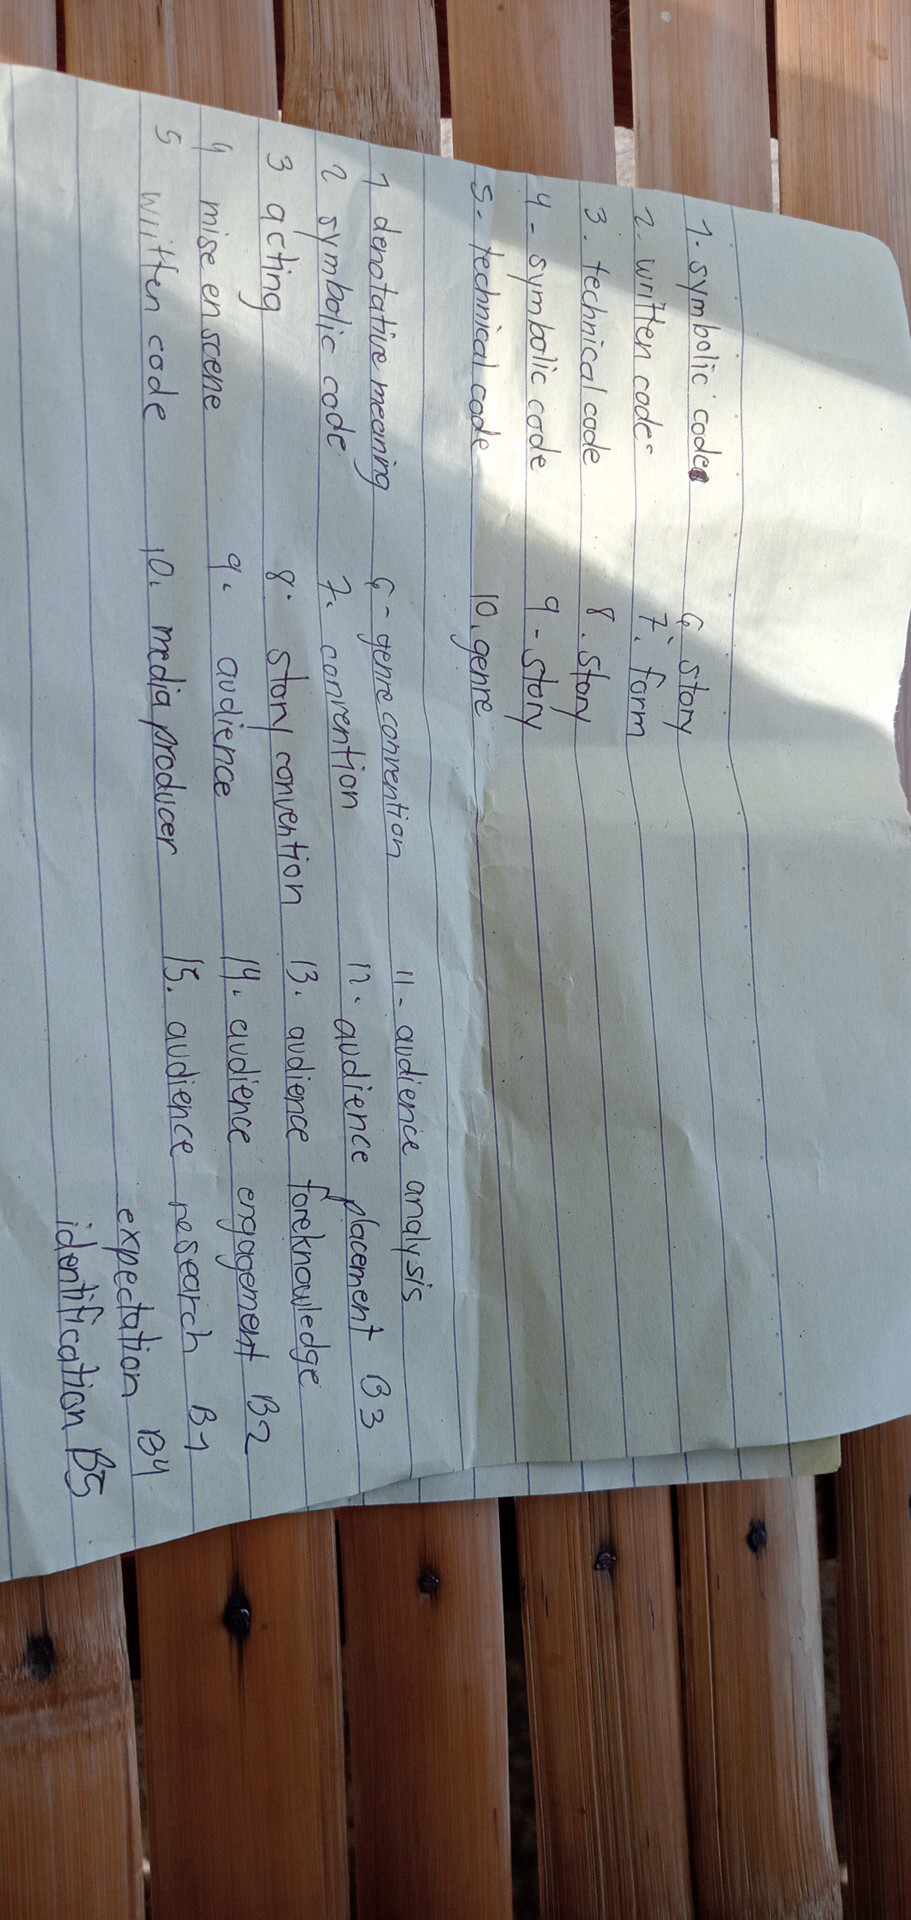 1. symbolic code
2. written code
3. technical code
4 - symbolic code
5 - technical code
6 story
7. form
8. story
9 - story
10. genre
1 denotative meaning
2 symbolic code
3 acting
4 mise en scene
5 written code
6 - genre convention
7. convention
8. story convention
9. audience
10. media producer
11 - audience analysis
12. audience placement B3
13. audience foreknowledge
14. audience engagement B2
15. audience research B1
expectation B4
identification B5